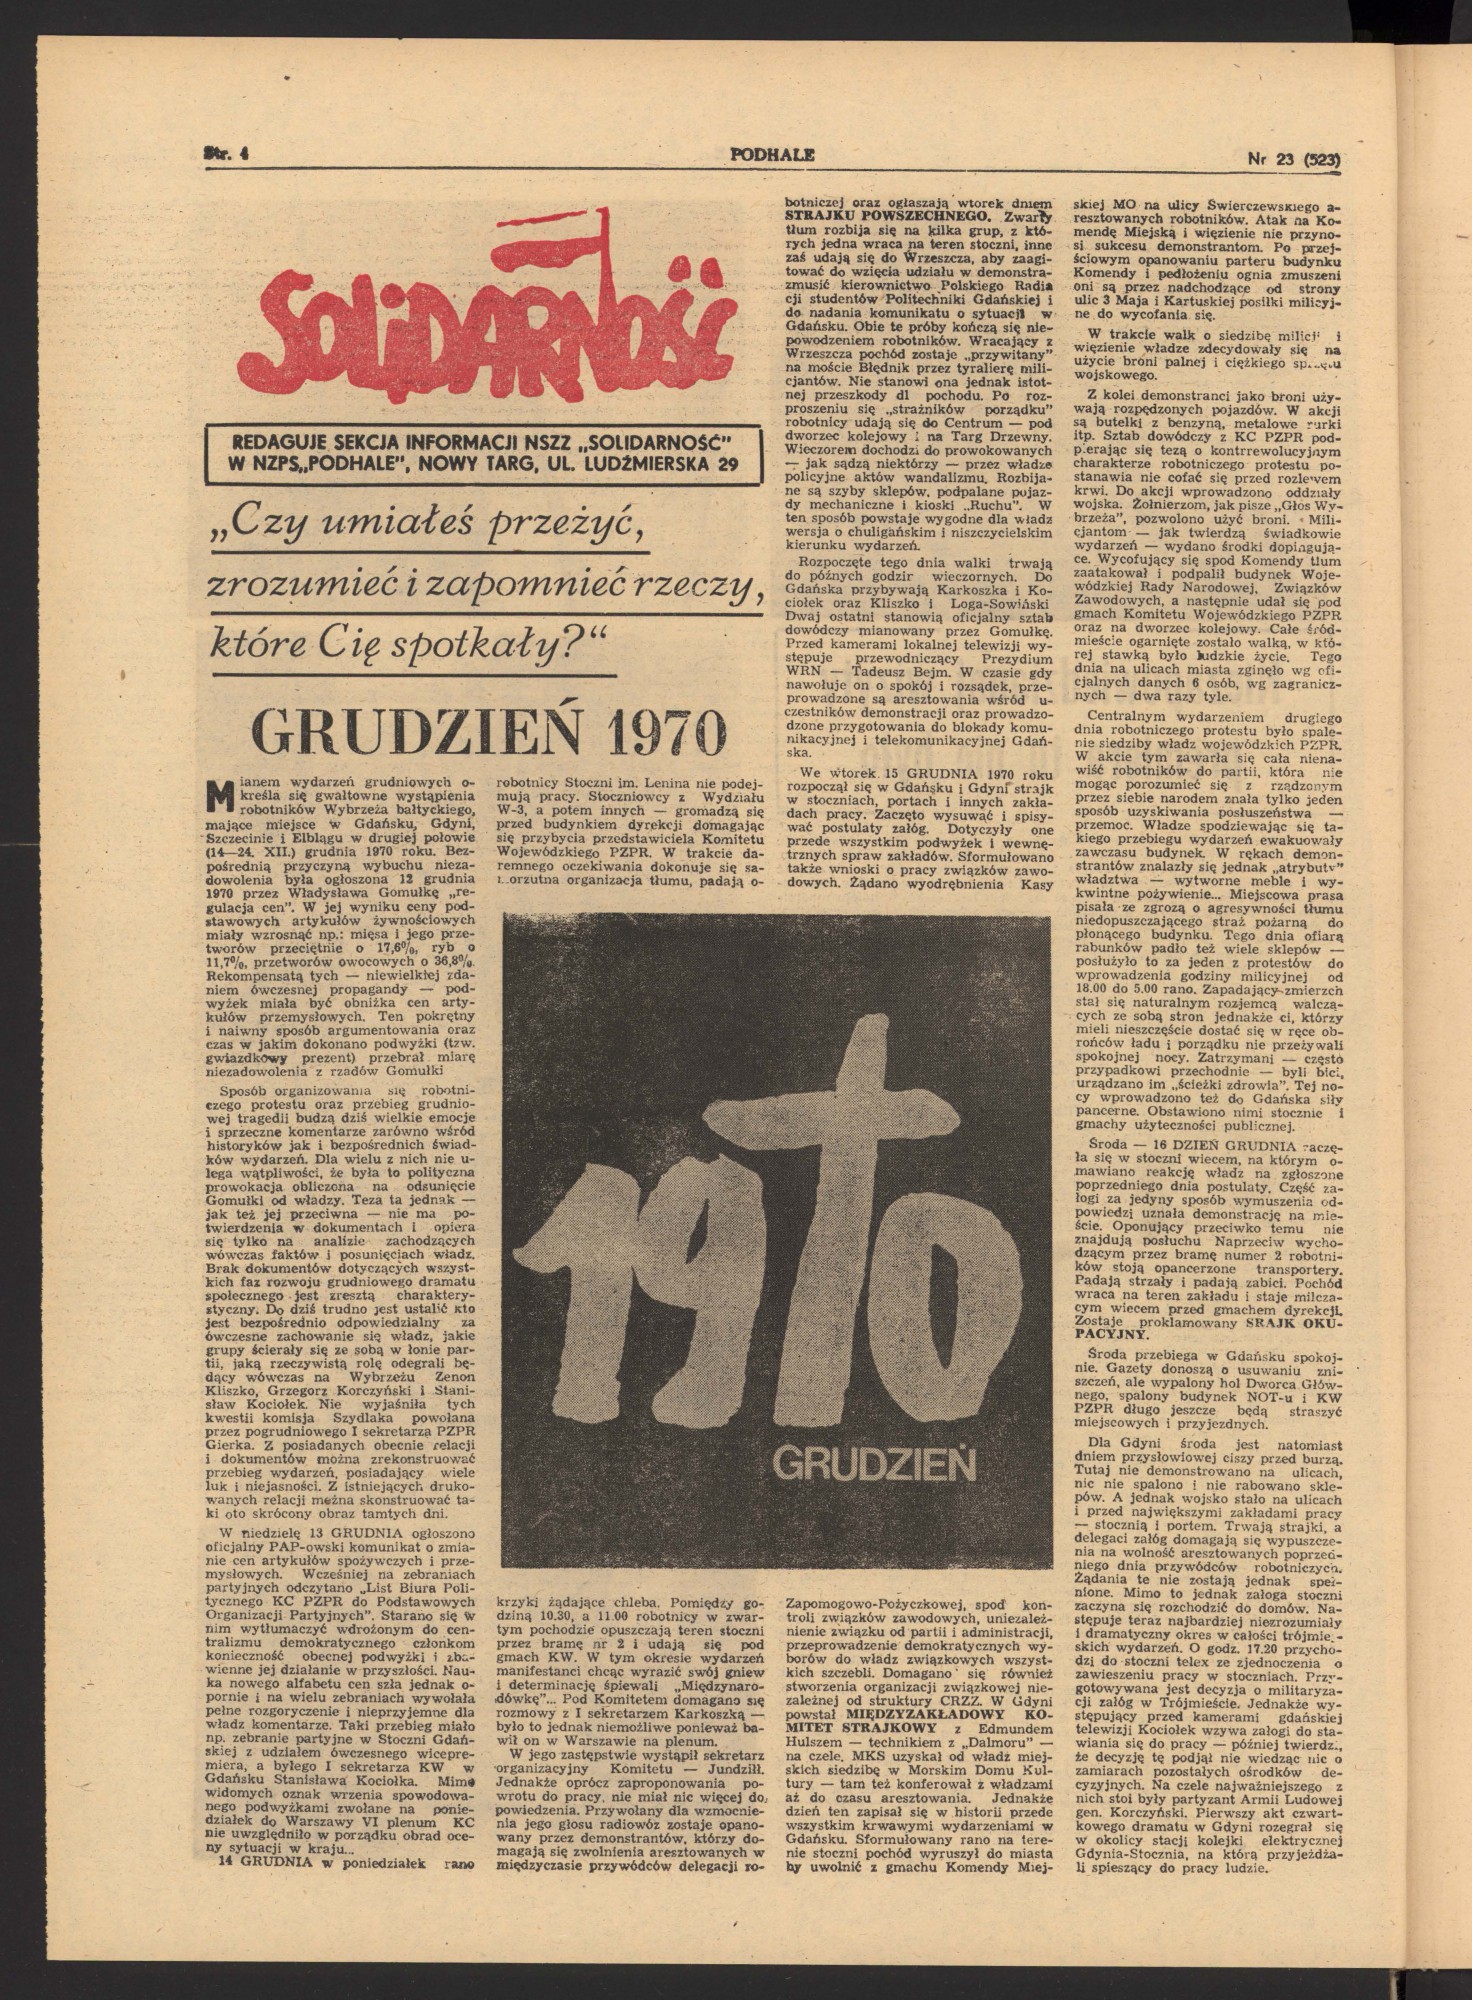 Str. 4
PODHALE
Nr 23 (523)
SOLIDARNOŚĆ
REDAGUJE SEKCJA INFORMACJI NSZZ „SOLIDARNOŚĆ"
W NZPS„PODHALE", NOWY TARG, UL. LUDŹMIERSKA 29
„Czy umiałeś przeżyć,
zrozumieć i zapomnieć rzeczy,
które Cię spotkały?"
GRUDZIEŃ 1970
Mianem wydarzeń grudniowych o-
kreśla się gwałtowne wystąpienia
robotników Wybrzeża bałtyckiego,
mające miejsce w Gdańsku, Gdyni,
Szczecinie i Elblągu w drugiej połowie
(14—24. XII.) grudnia 1970 roku. Bez-
pośrednią przyczyną wybuchu nieza-
dowolenia była ogłoszona 12 grudnia
1970 przez Władysława Gomułkę „re-
gulacja cen". W jej wyniku ceny pod-
stawowych artykułów żywnościowych
miały wzrosnąć np.: mięsa i jego prze-
tworów przeciętnie o 17,6%, ryb o
11,7%, przetworów owocowych o 36,8%.
Rekompensatą tych — niewielkiej zda-
niem ówczesnej propagandy — pod-
wyżek miała być obniżka cen arty-
kułów przemysłowych. Ten pokrętny
i naiwny sposób argumentowania oraz
czas w jakim dokonano podwyżki (tzw.
gwiazdkowy prezent) przebrał miarę
niezadowolenia z rządów Gomułki
Sposób organizowania się robotni-
czego protestu oraz przebieg grudnio-
wej tragedii budzą dziś wielkie emocje
i sprzeczne komentarze zarówno wśród
historyków jak i bezpośrednich świad-
ków wydarzeń. Dla wielu z nich nie u-
lega wątpliwości, że była to polityczna
prowokacja obliczona na odsunięcie
Gomułki od władzy. Teza ta jednak —
jak też jej przeciwna — nie ma po-
twierdzenia w dokumentach i opiera
się tylko na analizie zachodzących
wówczas faktów i posunięciach władz.
Brak dokumentów dotyczących wszyst-
kich faz rozwoju grudniowego dramatu
społecznego jest zresztą charaktery-
styczny. Do dziś trudno jest ustalić kto
jest bezpośrednio odpowiedzialny za
ówczesne zachowanie się władz, jakie
grupy ścierały się ze sobą w łonie par-
tii, jaką rzeczywistą rolę odegrali bę-
dący wówczas na Wybrzeżu Zenon
Kliszko, Grzegorz Korczyński i Stani-
sław Kociołek. Nie wyjaśniła tych
kwestii komisja Szydlaka powołana
przez pogrudniowego I sekretarza PZPR
Gierka. Z posiadanych obecnie relacji
i dokumentów można zrekonstruować
przebieg wydarzeń, posiadający wiele
luk i niejasności. Z istniejących druko-
wanych relacji można skonstruować ta-
ki oto skrócony obraz tamtych dni.
W niedzielę 13 GRUDNIA ogłoszono
oficjalny PAP-owski komunikat o zmia-
nie cen artykułów spożywczych i prze-
mysłowych. Wcześniej na zebraniach
partyjnych odczytano „List Biura Poli-
tycznego KC PZPR do Podstawowych
Organizacji Partyjnych". Starano się w
nim wytłumaczyć wdrożonym do cen-
tralizmu demokratycznego członkom
konieczność obecnej podwyżki i zba-
wienne jej działanie w przyszłości. Nau-
ka nowego alfabetu cen szła jednak o-
pornie i na wielu zebraniach wywołała
pełne rozgoryczenie i nieprzyjemne dla
władz komentarze. Taki przebieg miało
np. zebranie partyjne w Stoczni Gdań-
skiej z udziałem ówczesnego wicepre-
miera, a byłego I sekretarza KW w
Gdańsku Stanisława Kociołka. Mimo
widomych oznak wrzenia spowodowa-
nego podwyżkami zwołane na ponie-
działek do Warszawy VI plenum KC
nie uwzględniło w porządku obrad oce-
ny sytuacji w kraju...
14 GRUDNIA w poniedziałek rano
robotnicy Stoczni im. Lenina nie podej-
mują pracy. Stoczniowcy z Wydziału
W-3, a potem innych — gromadzą się
przed budynkiem dyrekcji domagając
się przybycia przedstawiciela Komitetu
Wojewódzkiego PZPR. W trakcie da-
remnego oczekiwania dokonuje się sa-
morzutna organizacja tłumu, padają o-
1970
GRUDZIEŃ
krzyki żądające chleba. Pomiędzy go-
dziną 10.30, a 11.00 robotnicy w zwar-
tym pochodzie opuszczają teren stoczni
przez bramę nr 2 i udają się pod
gmach KW. W tym okresie wydarzeń
manifestanci chcąc wyrazić swój gniew
i determinację śpiewali „Międzynaro-
dówkę"... Pod Komitetem domagano się
rozmowy z I sekretarzem Karkoszką —
było to jednak niemożliwe ponieważ ba-
wił on w Warszawie na plenum.
W jego zastępstwie wystąpił sekretarz
organizacyjny Komitetu — Jundziłł.
Jednakże oprócz zaproponowania po-
wrotu do pracy, nie miał nic więcej do
powiedzenia. Przywołany dla wzmocnie-
nia jego głosu radiowóz zostaje opano-
wany przez demonstrantów, którzy do-
magają się zwolnienia aresztowanych w
międzyczasie przywódców delegacji ro-
botniczej oraz ogłaszają wtorek dniem
STRAJKU POWSZECHNEGO. Zwarty
tłum rozbija się na kilka grup, z któ-
rych jedna wraca na teren stoczni, inne
zaś udają się do Wrzeszcza, aby zaagi-
tować do wzięcia udziału w demonstra-
zmusić kierownictwo Polskiego Radia
cji studentów Politechniki Gdańskiej i
do nadania komunikatu o sytuacji w
Gdańsku. Obie te próby kończą się nie-
powodzeniem robotników. Wracający z
Wrzeszcza pochód zostaje „przywitany"
na moście Błędnik przez tyralierę mili-
cjantów. Nie stanowi ona jednak istot-
nej przeszkody dl pochodu. Po roz-
proszeniu się „strażników porządku"
robotnicy udają się do Centrum — pod
dworzec kolejowy i na Targ Drzewny.
Wieczorem dochodzi do prowokowanych
— jak sądzą niektórzy — przez władze
policyjne aktów wandalizmu. Rozbija-
ne są szyby sklepów, podpalane pojaz-
dy mechaniczne i kioski „Ruchu". W
ten sposób powstaje wygodne dla władz
wersja o chuligańskim i niszczycielskim
kierunku wydarzeń.
Rozpoczęte tego dnia walki trwają
do późnych godzin wieczornych. Do
Gdańska przybywają Karkoszka i Ko-
ciołek oraz Kliszko i Loga-Sowiński
Dwaj ostatni stanowią oficjalny sztab
dowódczy mianowany przez Gomułkę.
Przed kamerami lokalnej telewizji wy-
stępuje przewodniczący Prezydium
WRN — Tadeusz Bejm. W czasie gdy
nawołuje on o spokój i rozsądek, prze-
prowadzone są aresztowania wśród u-
czestników demonstracji oraz prowadzo-
dzone przygotowania do blokady komu-
nikacyjnej i telekomunikacyjnej Gdań-
ska.
We wtorek 15 GRUDNIA 1970 roku
rozpoczął się w Gdańsku i Gdyni strajk
w stoczniach, portach i innych zakła-
dach pracy. Zaczęto wysuwać i spisy-
wać postulaty załóg. Dotyczyły one
przede wszystkim podwyżek i wewnę-
trznych spraw zakładów. Sformułowano
także wnioski o pracy związków zawo-
dowych. Żądano wyodrębnienia Kasy
Zapomogowo-Pożyczkowej, spod kon-
troli związków zawodowych, uniezależ-
nienie związku od partii i administracji,
przeprowadzenie demokratycznych wy-
borów do władz związkowych wszyst-
kich szczebli. Domagano się również
stworzenia organizacji związkowej nie-
zależnej od struktury CRZZ. W Gdyni
powstał MIĘDZYZAKŁADOWY KO-
MITET STRAJKOWY z Edmundem
Hulszem — technikiem z „Dalmoru" —
na czele. MKS uzyskał od władz miej-
skich siedzibę w Morskim Domu Kul-
tury — tam też konferował z władzami
aż do czasu aresztowania. Jednakże
dzień ten zapisał się w historii przede
wszystkim krwawymi wydarzeniami w
Gdańsku. Sformułowany rano na tere-
nie stoczni pochód wyruszył do miasta
by uwolnić z gmachu Komendy Miej-
skiej MO na ulicy Świerczewskiego a-
resztowanych robotników. Atak na Ko-
mendę Miejską i więzienie nie przyno-
si sukcesu demonstrantom. Po przej-
ściowym opanowaniu parteru budynku
Komendy i pedłożeniu ognia zmuszeni
oni są przez nadchodzące od strony
ulic 3 Maja i Kartuskiej posiłki milicyj-
ne do wycofania się.
W trakcie walk o siedzibę milicji i
więzienie władze zdecydowały się na
użycie broni palnej i ciężkiego sprzętu
wojskowego.
Z kolei demonstranci jako broni uży-
wają rozpędzonych pojazdów. W akcji
są butelki z benzyną, metalowe rurki
itp. Sztab dowódczy z KC PZPR pod-
pierając się tezą o kontrrewolucyjnym
charakterze robotniczego protestu po-
stanawia nie cofać się przed rozlewem
krwi. Do akcji wprowadzono oddziały
wojska. Żołnierzom, jak pisze „Głos Wy-
brzeża", pozwolono użyć broni. Mili-
cjantom — jak twierdzą świadkowie
wydarzeń — wydano środki dopingują-
ce. Wycofujący się spod Komendy tłum
zaatakował i podpalił budynek Woje-
wódzkiej Rady Narodowej, Związków
Zawodowych, a następnie udał się pod
gmach Komitetu Wojewódzkiego PZPR
oraz na dworzec kolejowy. Całe śród-
mieście ogarnięte zostało walką, w któ-
rej stawką było ludzkie życie. Tego
dnia na ulicach miasta zginęło wg ofi-
cjalnych danych 6 osób, wg zagranicz-
nych — dwa razy tyle.
Centralnym wydarzeniem drugiego
dnia robotniczego protestu było spale-
nie siedziby władz wojewódzkich PZPR.
W akcie tym zawarła się cała niena-
wiść robotników do partii, która nie
mogąc porozumieć się z rządzonym
przez siebie narodem znała tylko jeden
sposób uzyskiwania posłuszeństwa —
przemoc. Władze spodziewając się ta-
kiego przebiegu wydarzeń ewakuowały
zawczasu budynek. W rękach demon-
strantów znalazły się jednak „atrybuty"
władztwa — wytworne meble i wy-
kwintne pożywienie... Miejscowa prasa
pisała ze zgrozą o agresywności tłumu
niedopuszczającego straż pożarną do
płonącego budynku. Tego dnia ofiarą
rabunków padło też wiele sklepów —
posłużyło to za jeden z protestów do
wprowadzenia godziny milicyjnej od
18.00 do 5.00 rano. Zapadający zmierzch
stał się naturalnym rozjemcą walczą-
cych ze sobą stron jednakże ci, którzy
mieli nieszczęście dostać się w ręce ob-
rońców ładu i porządku nie przeżywali
spokojnej nocy. Zatrzymani — często
przypadkowi przechodnie — byli bici,
urządzano im „ścieżki zdrowia". Tej no-
cy wprowadzono też do Gdańska siły
pancerne. Obstawiono nimi stocznie i
gmachy użyteczności publicznej.
Środa — 16 DZIEŃ GRUDNIA zaczę-
ła się w stoczni wiecem, na którym o-
mawiano reakcję władz na zgłoszone
poprzedniego dnia postulaty. Część za-
łogi za jedyny sposób wymuszenia od-
powiedzi uznała demonstrację na mie-
ście. Oponujący przeciwko temu nie
znajdują posłuchu Naprzeciw wycho-
dzącym przez bramę numer 2 robotni-
ków stoją opancerzone transportery.
Padają strzały i padają zabici. Pochód
wraca na teren zakładu i staje milczą-
cym wiecem przed gmachem dyrekcji.
Zostaje proklamowany SRAJK OKU-
PACYJNY.
Środa przebiega w Gdańsku spokoj-
nie. Gazety donoszą o usuwaniu zni-
szczeń, ale wypalony hol Dworca Głów-
nego, spalony budynek NOT-u i KW
PZPR długo jeszcze będą straszyć
miejscowych i przyjezdnych.
Dla Gdyni środa jest natomiast
dniem przysłowiowej ciszy przed burzą.
Tutaj nie demonstrowano na ulicach,
nic nie spalono i nie rabowano skle-
pów. A jednak wojsko stało na ulicach
i przed największymi zakładami pracy
— stocznią i portem. Trwają strajki, a
delegaci załóg domagają się wypuszcze-
nia na wolność aresztowanych poprzed-
niego dnia przywódców robotniczych.
Żądania te nie zostają jednak speł-
nione. Mimo to jednak załoga stoczni
zaczyna się rozchodzić do domów. Na-
stępuje teraz najbardziej niezrozumiały
i dramatyczny okres w całości trójmiej-
skich wydarzeń. O godz. 17.20 przycho-
dzi do stoczni telex ze zjednoczenia o
zawieszeniu pracy w stoczniach. Przy-
gotowywana jest decyzja o militaryza-
cji załóg w Trójmieście. Jednakże wy-
stępujący przed kamerami gdańskiej
telewizji Kociołek wzywa załogi do sta-
wiania się do pracy — później twierdz.,
że decyzję tę podjął nie wiedząc nic o
zamiarach pozostałych ośrodków de-
cyzyjnych. Na czele najważniejszego z
nich stoi były partyzant Armii Ludowej
gen. Korczyński. Pierwszy akt czwart-
kowego dramatu w Gdyni rozegrał się
w okolicy stacji kolejki elektrycznej
Gdynia-Stocznia, na którą przyjeżdża-
li spieszący do pracy ludzie.